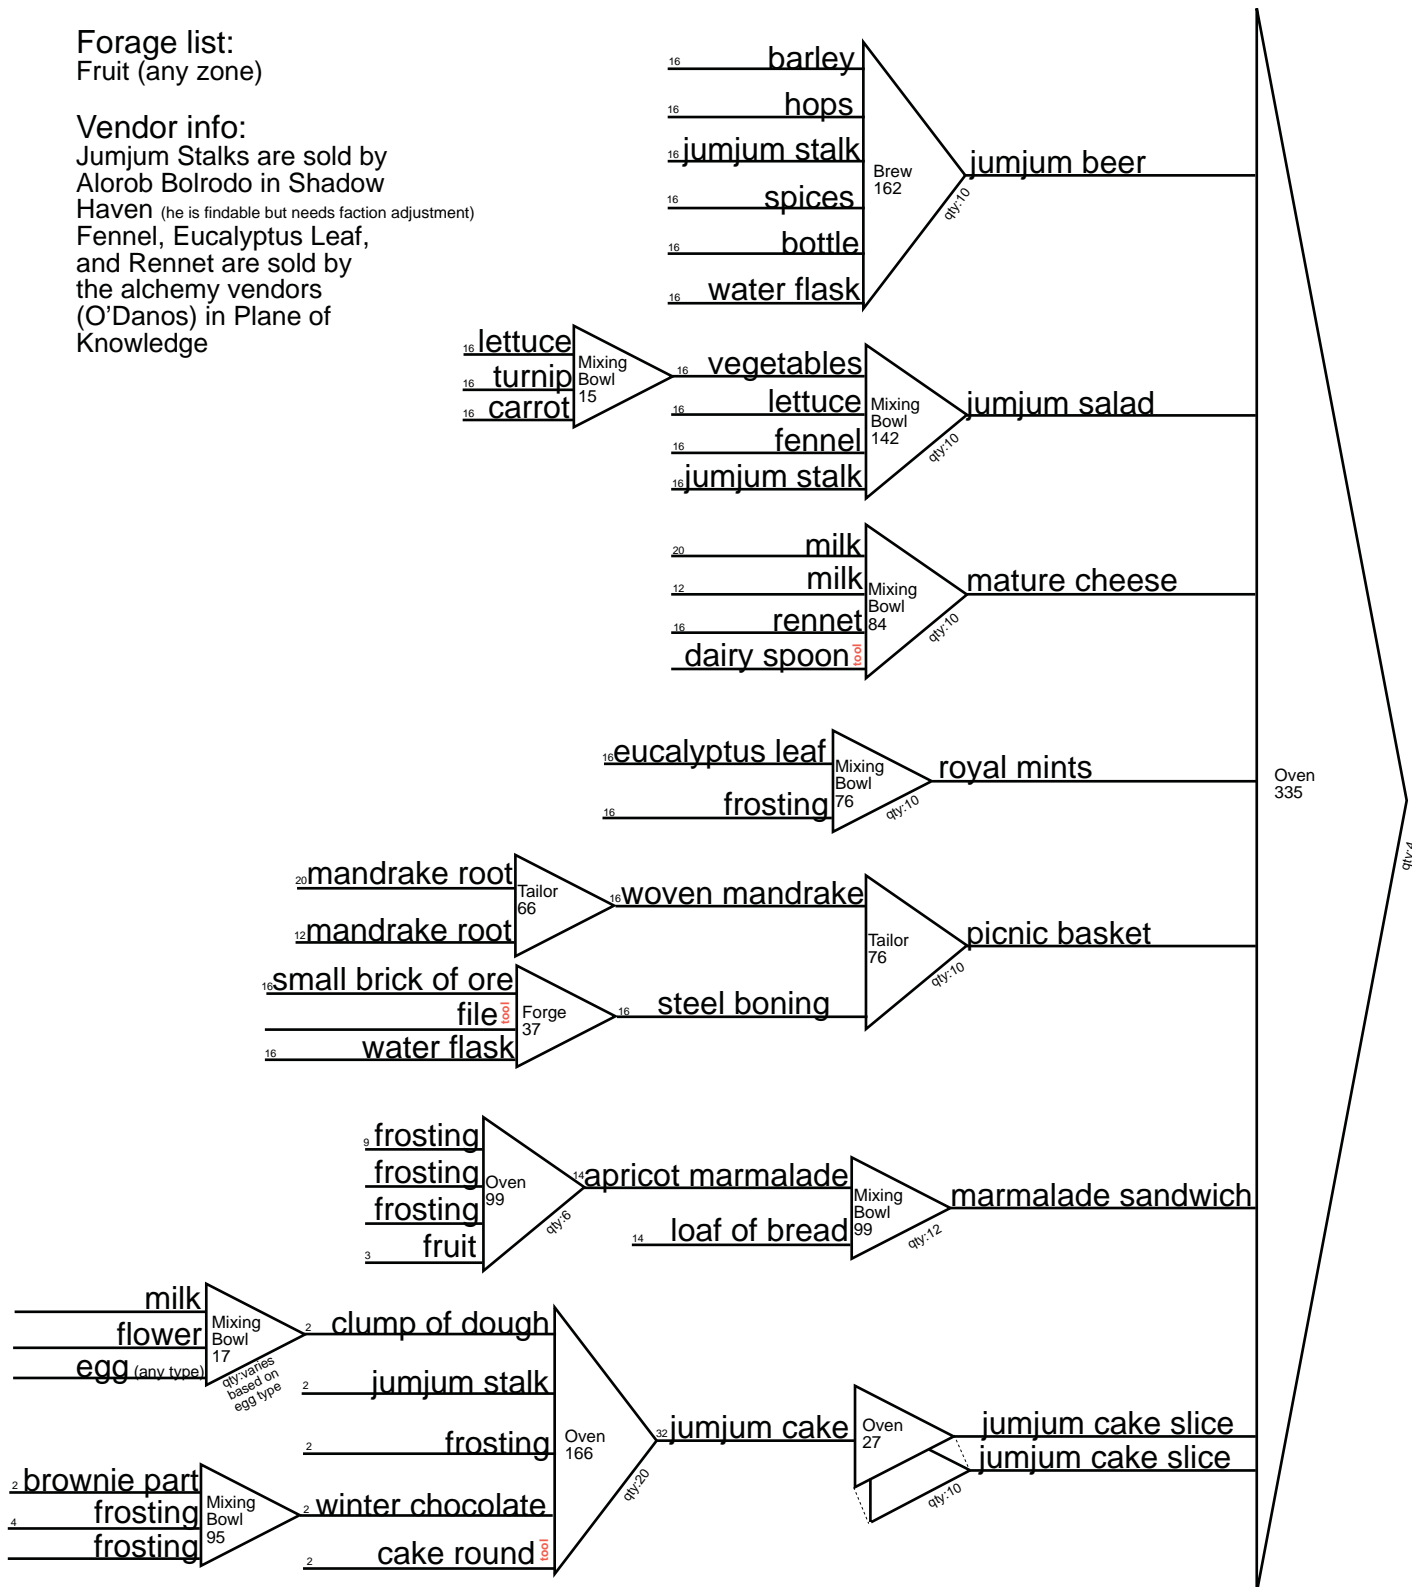 Forage list:
Fruit (any zone)
Vendor info:
Jumjum Stalks are sold by
Alorob Bolrodo in Shadow
Haven (he is findable but needs faction adjustment)
Fennel, Eucalyptus Leaf,
and Rennet are sold by
the alchemy vendors
(O'Danos) in Plane of
Knowledge
16 barley
16 hops
16 jumjum stalk
16 spices
16 bottle
16 water flask
Brew
162
qty:10
jumjum beer
16 lettuce
16 turnip
16 carrot
Mixing
Bowl
15
16 vegetables
16 lettuce
16 fennel
16 jumjum stalk
Mixing
Bowl
142
qty:10
jumjum salad
20 milk
12 milk
16 rennet
dairy spoon tool
Mixing
Bowl
84
qty:10
mature cheese
16 eucalyptus leaf
16 frosting
Mixing
Bowl
76
qty:10
royal mints
Oven
335
qty:4
20 mandrake root
12 mandrake root
Tailor
66
16 woven mandrake
16 small brick of ore
file tool
16 water flask
Forge
37
16 steel boning
Tailor
76
qty:10
picnic basket
9 frosting
frosting
frosting
3 fruit
Oven
99
qty:6
14 apricot marmalade
14 loaf of bread
Mixing
Bowl
99
qty:12
marmalade sandwich
milk
flower
egg (any type)
Mixing
Bowl
17
qty:varies
based on
egg type
2 clump of dough
2 jumjum stalk
2 frosting
2 brownie part
4 frosting
frosting
Mixing
Bowl
95
2 winter chocolate
2 cake round tool
Oven
166
qty:20
32 jumjum cake
Oven
27
qty:10
jumjum cake slice
jumjum cake slice